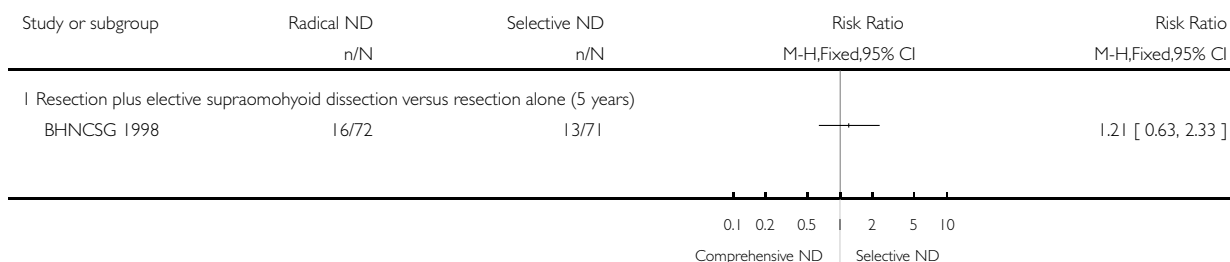 Study or subgroup Radical ND Selective ND Risk Ratio Risk Ratio
n/N n/N M-H,Fixed,95% CI M-H,Fixed,95% CI
1 Resection plus elective supraomohyoid dissection versus resection alone (5 years)
BHNCSG 1998 16/72 13/71 1.21 [ 0.63, 2.33 ]
0.1 0.2 0.5 1 2 5 10
Comprehensive ND Selective ND